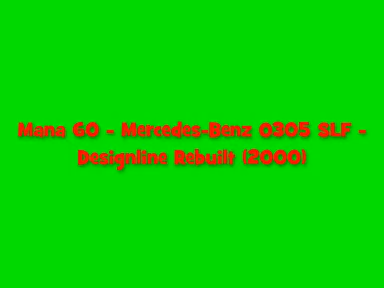 Mana 60 - Mercedes-Benz O305 SLF -
Designline Rebuilt (2000)